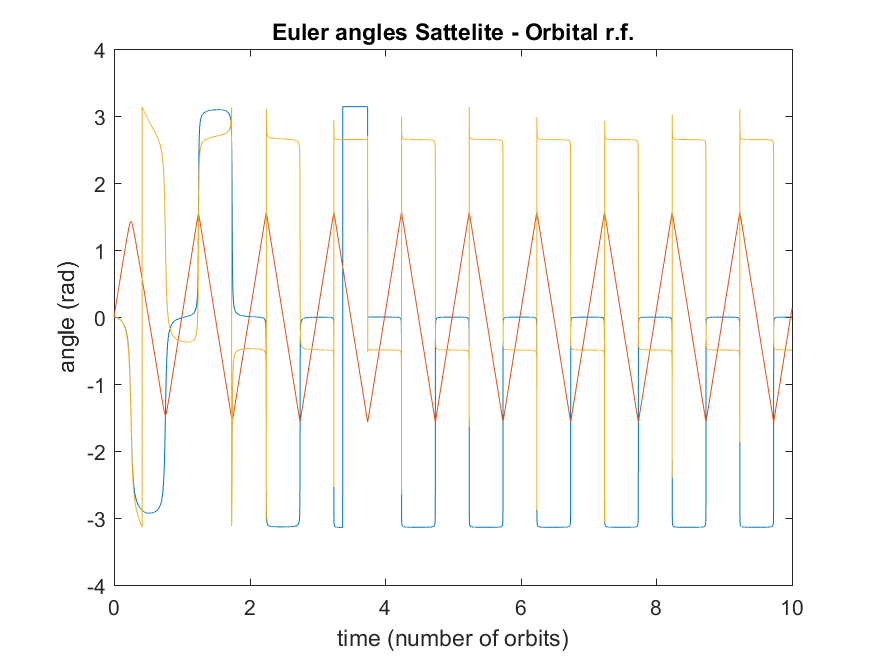 Euler angles Sattelite - Orbital r.f.
4
3
2
1
0
-1
-2
-3
-4
angle (rad)
0 2 4 6 8 10
time (number of orbits)